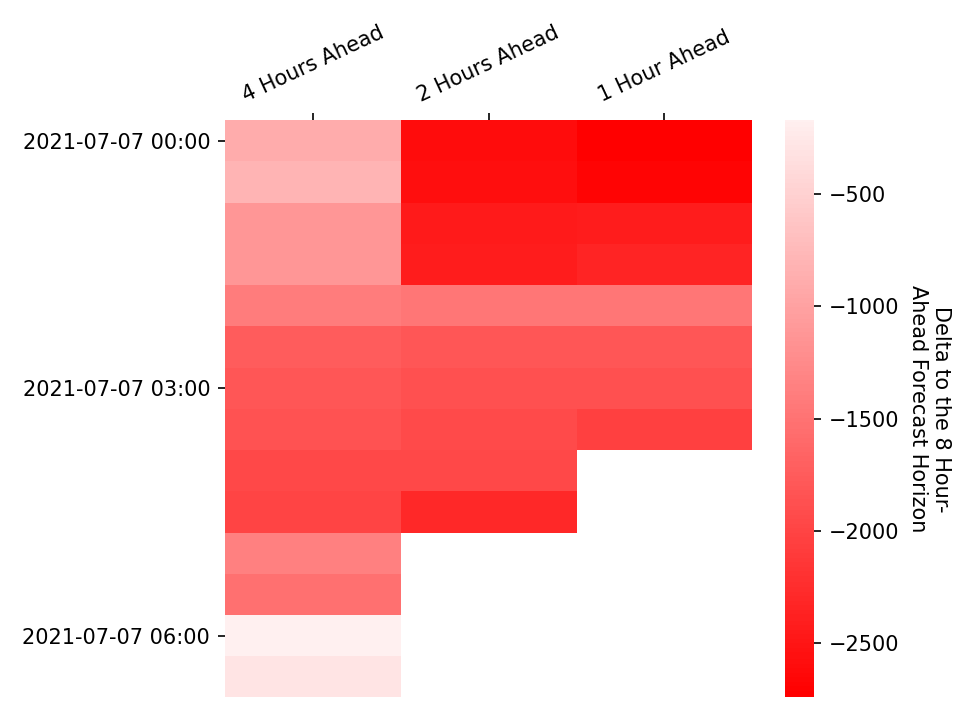 4 Hours Ahead
2 Hours Ahead
1 Hour Ahead
2021-07-07 00:00
2021-07-07 03:00
2021-07-07 06:00
−500
−1000
−1500
−2000
−2500
Delta to the 8 Hour-
Ahead Forecast Horizon